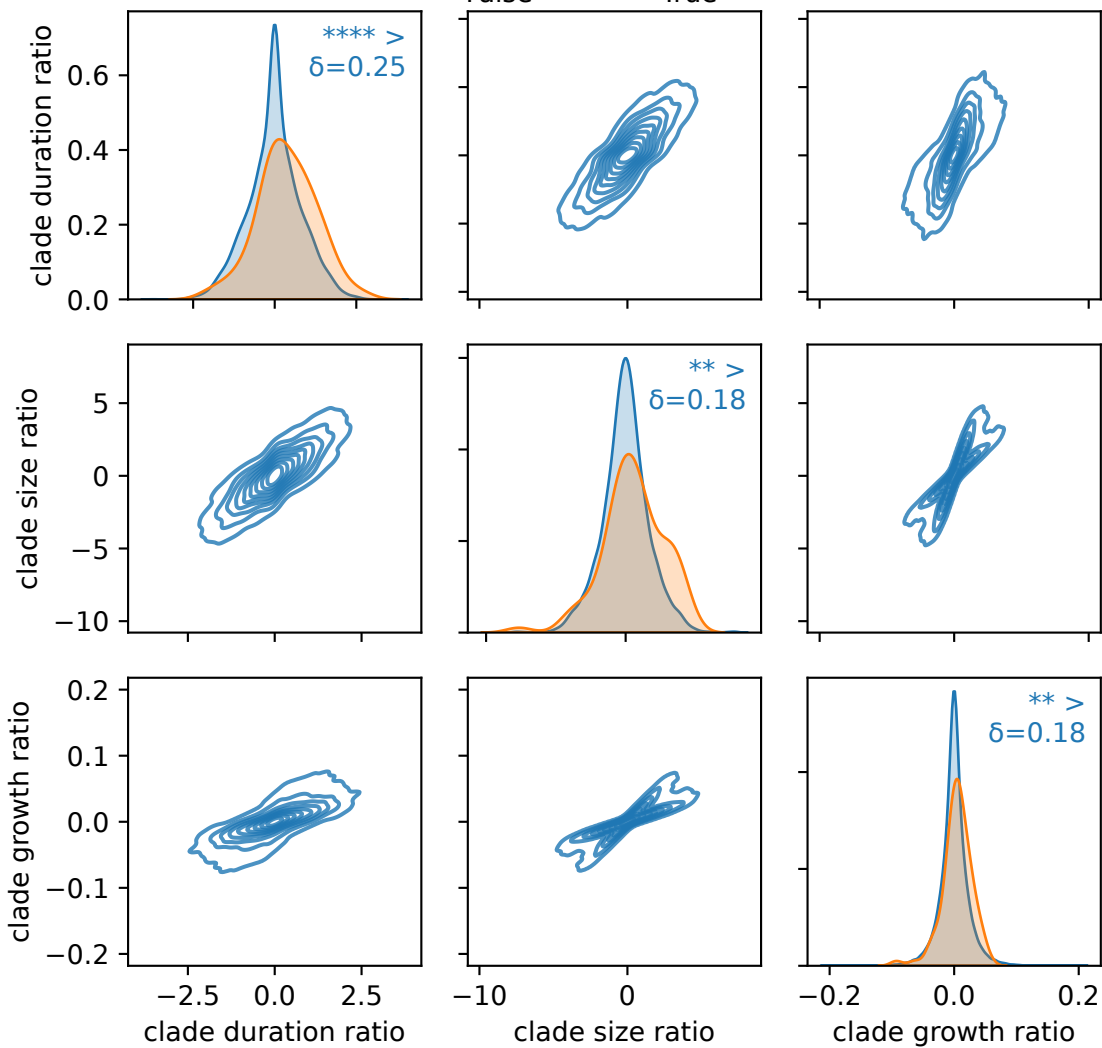 True
clade duration ratio
0.6
0.4
0.2
0.0
**** >
δ=0.25
clade size ratio
5
0
−5
−10
** >
δ=0.18
clade growth ratio
0.2
0.1
0.0
−0.1
−0.2
** >
δ=0.18
−2.5 0.0 2.5
−10 0
−0.2 0.0 0.2
clade duration ratio
clade size ratio
clade growth ratio